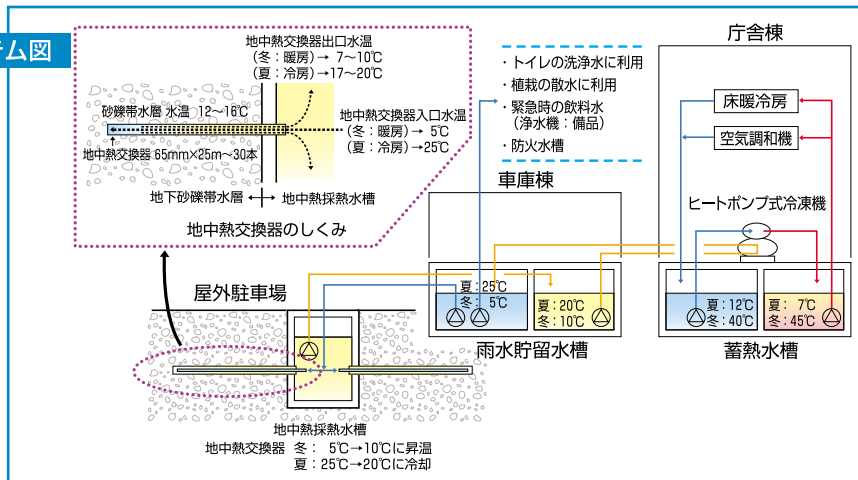 テム図
地中熱交換器出口水温
(冬：暖房)→ 7～10℃
(夏：冷房)→17～20℃
砂礫帯水層 水温 12～16℃
地中熱交換器入口水温
(冬：暖房)→ 5℃
(夏：冷房)→25℃
地中熱交換器 65mm×25m～30本
地下砂礫帯水層
地中熱採熱水槽
地中熱交換器のしくみ
・トイレの洗浄水に利用
・植栽の散水に利用
・緊急時の飲料水
(浄水機：備品)
・防火水槽
庁舎棟
床暖冷房
空気調和機
ヒートポンプ式冷凍機
車庫棟
夏：25℃
冬： 5℃
夏：20℃
冬：10℃
雨水貯留水槽
夏：12℃
冬：40℃
夏： 7℃
冬：45℃
蓄熱水槽
屋外駐車場
地中熱採熱水槽
地中熱交換器 冬： 5℃→10℃に昇温
夏：25℃→20℃に冷却